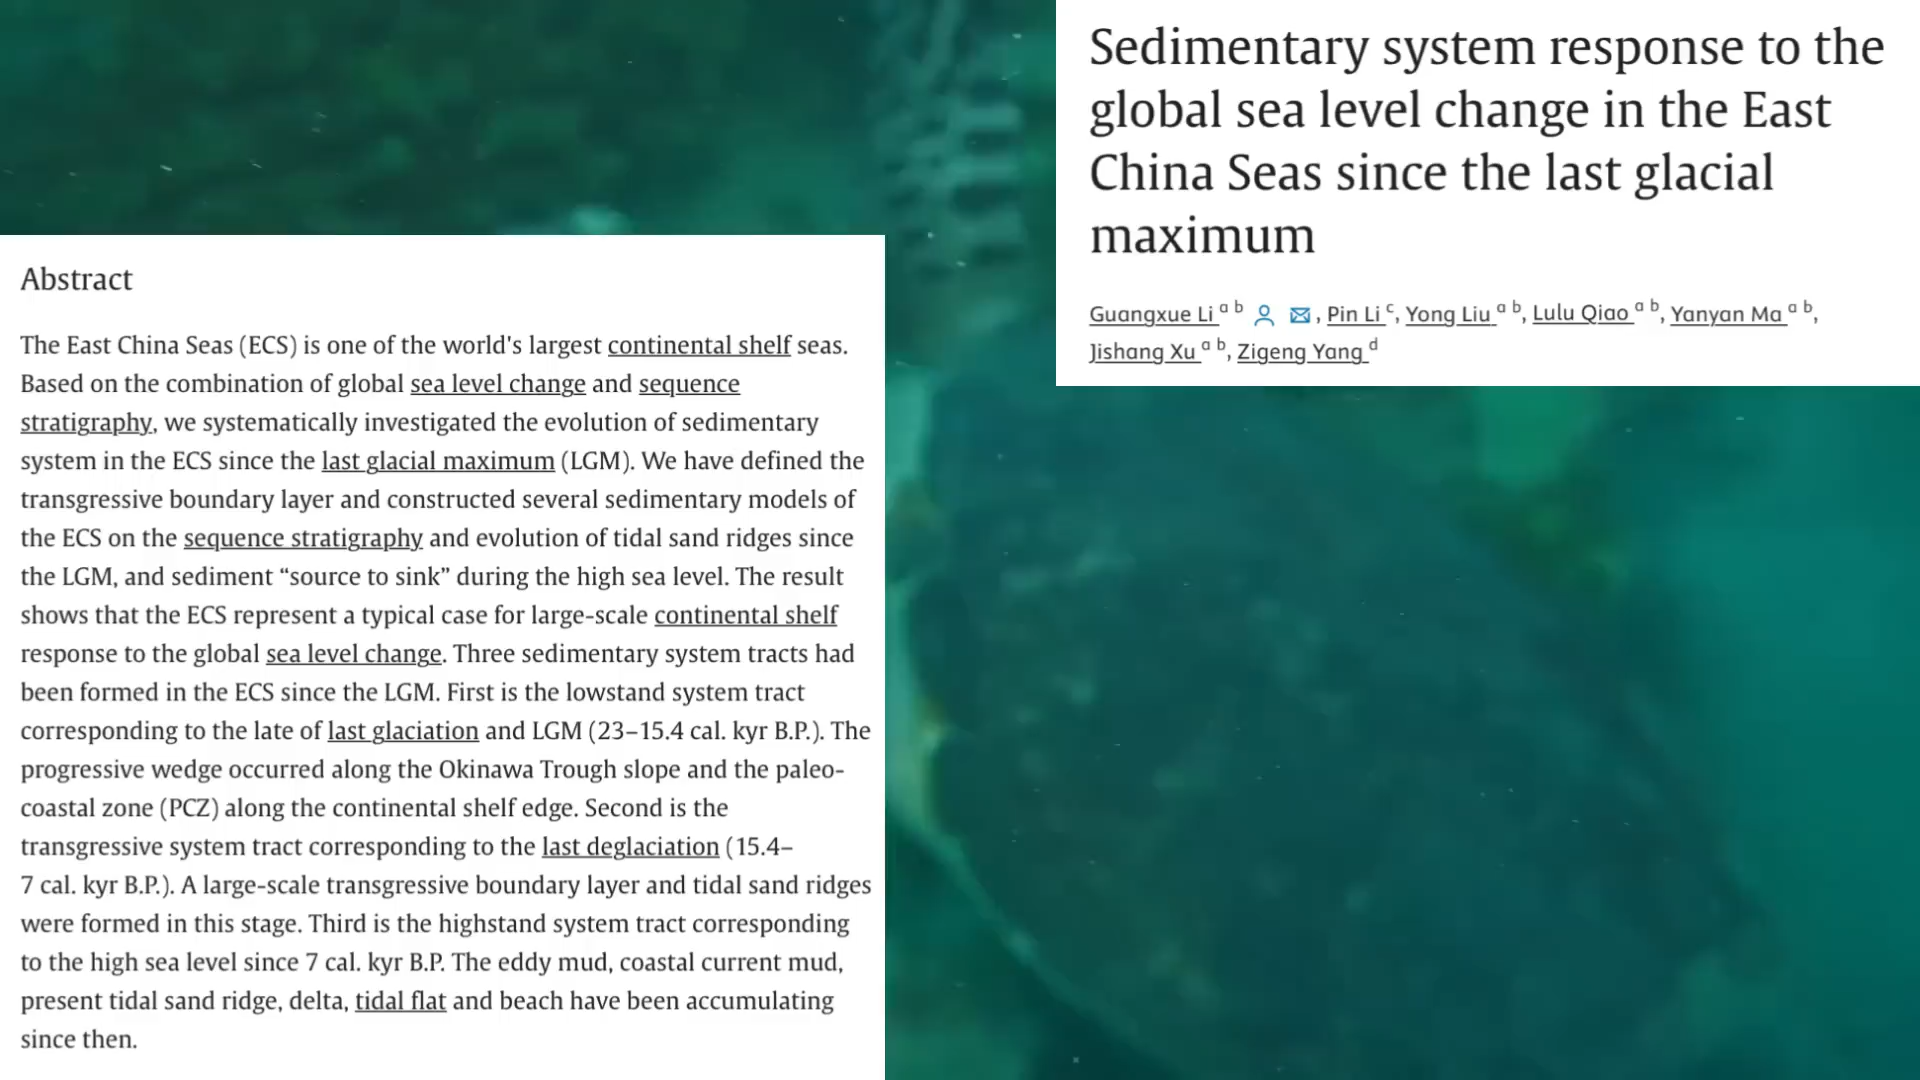 Sedimentary system response to the
global sea level change in the East
China Seas since the last glacial
maximum
Guangxue Li a b , Pin Li c, Yong Liu a b, Lulu Qiao a b, Yanyan Ma a b,
Jishang Xu a b, Zigeng Yang d
Abstract
The East China Seas (ECS) is one of the world's largest continental shelf seas.
Based on the combination of global sea level change and sequence
stratigraphy, we systematically investigated the evolution of sedimentary
system in the ECS since the last glacial maximum (LGM). We have defined the
transgressive boundary layer and constructed several sedimentary models of
the ECS on the sequence stratigraphy and evolution of tidal sand ridges since
the LGM, and sediment “source to sink” during the high sea level. The result
shows that the ECS represent a typical case for large-scale continental shelf
response to the global sea level change. Three sedimentary system tracts had
been formed in the ECS since the LGM. First is the lowstand system tract
corresponding to the late of last glaciation and LGM (23–15.4 cal. kyr B.P.). The
progressive wedge occurred along the Okinawa Trough slope and the paleo-
coastal zone (PCZ) along the continental shelf edge. Second is the
transgressive system tract corresponding to the last deglaciation (15.4–
7 cal. kyr B.P.). A large-scale transgressive boundary layer and tidal sand ridges
were formed in this stage. Third is the highstand system tract corresponding
to the high sea level since 7 cal. kyr B.P. The eddy mud, coastal current mud,
present tidal sand ridge, delta, tidal flat and beach have been accumulating
since then.